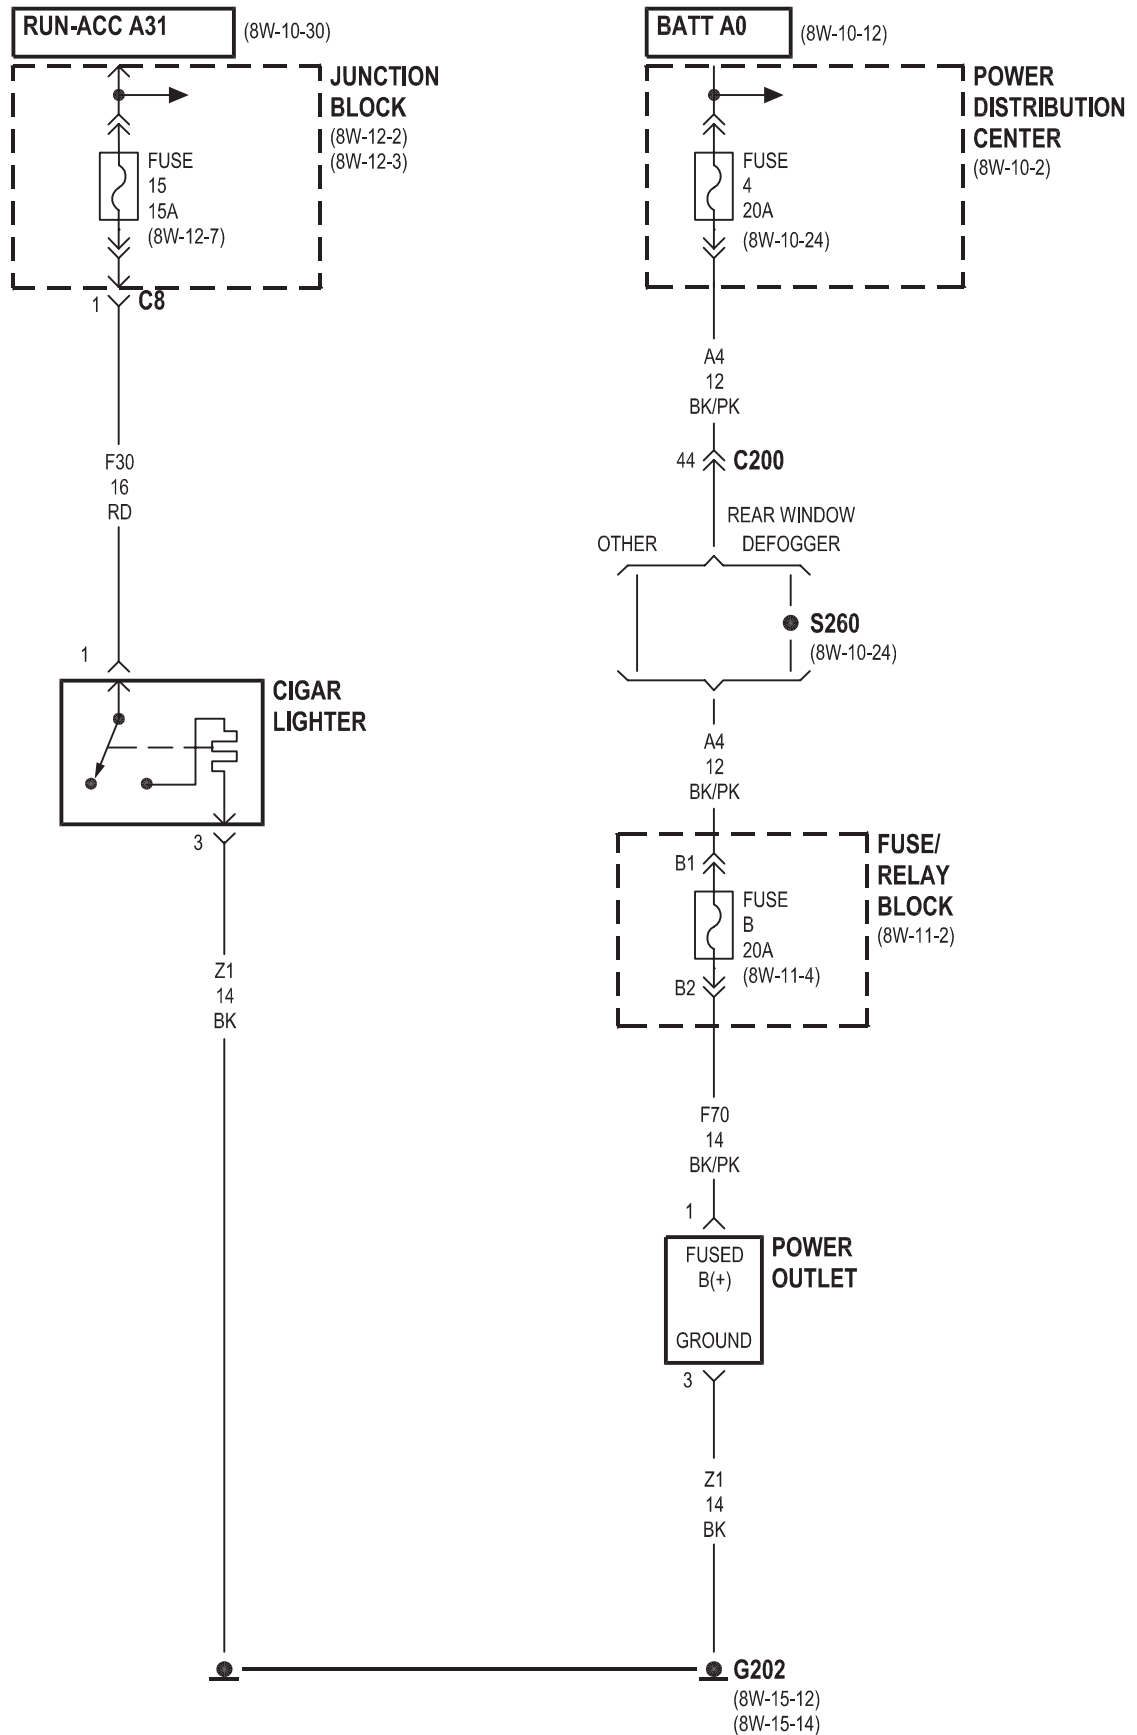 RUN-ACC A31
(8W-10-30)
JUNCTION
BLOCK
(8W-12-2)
(8W-12-3)
FUSE
15
15A
(8W-12-7)
1
C8
F30
16
RD
1
CIGAR
LIGHTER
3
Z1
14
BK
BATT A0
(8W-10-12)
POWER
DISTRIBUTION
CENTER
(8W-10-2)
FUSE
4
20A
(8W-10-24)
A4
12
BK/PK
44
C200
REAR WINDOW
DEFOGGER
OTHER
S260
(8W-10-24)
A4
12
BK/PK
FUSE/
RELAY
BLOCK
(8W-11-2)
B1
FUSE
B
20A
(8W-11-4)
B2
F70
14
BK/PK
1
POWER
OUTLET
FUSED
B(+)
GROUND
3
Z1
14
BK
G202
(8W-15-12)
(8W-15-14)